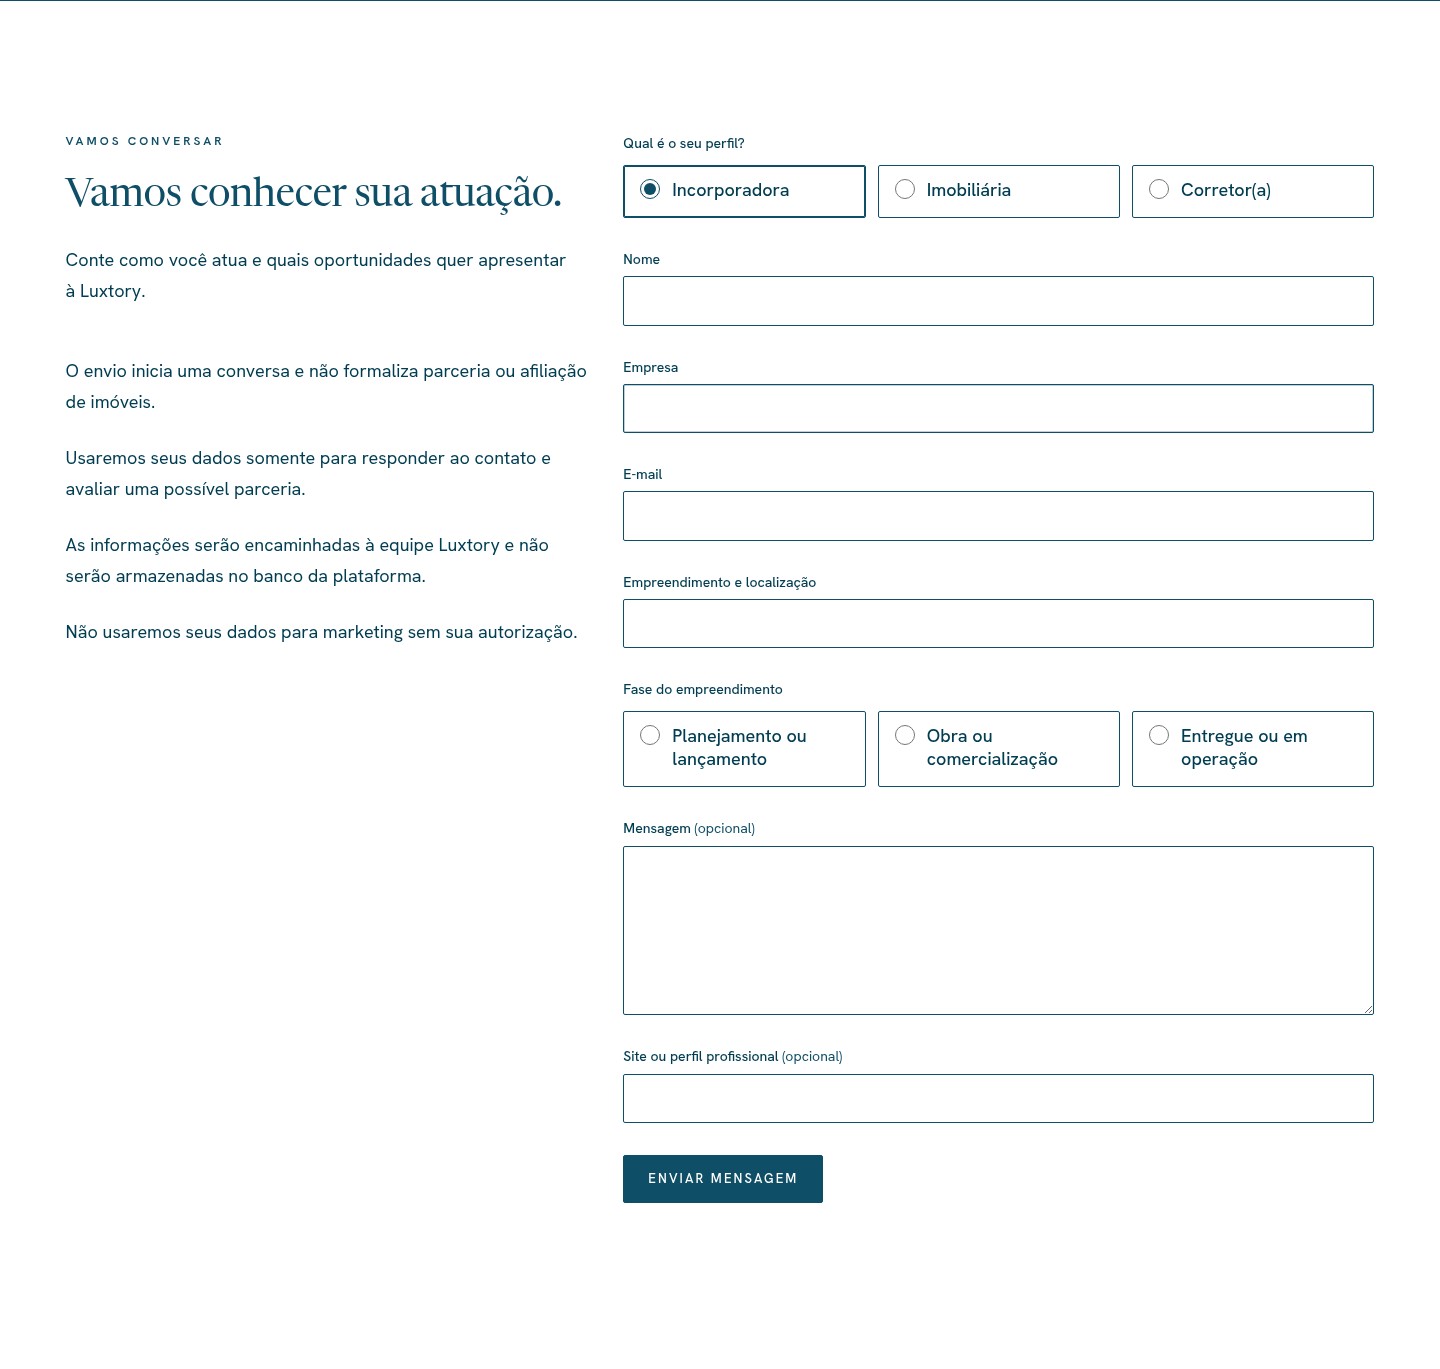 VAMOS CONVERSAR
Vamos conhecer sua atuação.
Conte como você atua e quais oportunidades quer apresentar
à Luxtory.
O envio inicia uma conversa e não formaliza parceria ou afiliação
de imóveis.
Usaremos seus dados somente para responder ao contato e
avaliar uma possível parceria.
As informações serão encaminhadas à equipe Luxtory e não
serão armazenadas no banco da plataforma.
Não usaremos seus dados para marketing sem sua autorização.
Qual é o seu perfil?
Incorporadora
Imobiliária
Corretor(a)
Nome
Empresa
E-mail
Empreendimento e localização
Fase do empreendimento
Planejamento ou
lançamento
Obra ou
comercialização
Entregue ou em
operação
Mensagem (opcional)
Site ou perfil profissional (opcional)
ENVIAR MENSAGEM